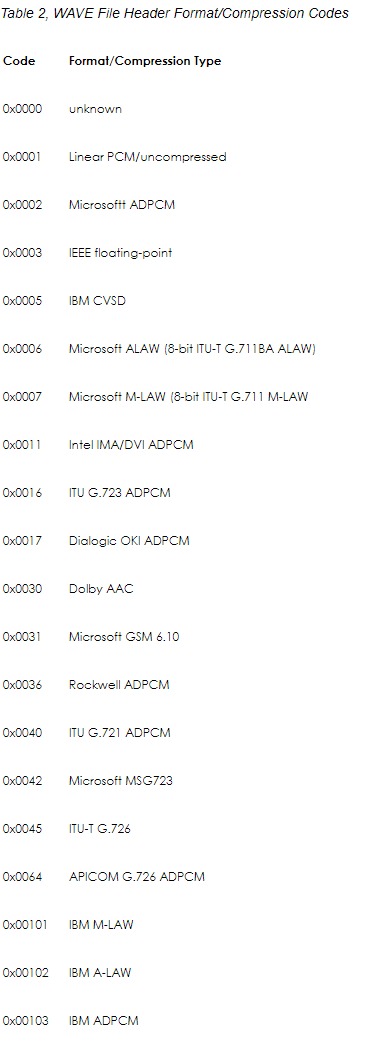 Table 2, WAVE File Header Format/Compression Codes
Code Format/Compression Type
0x0000 unknown
0x0001 Linear PCM/uncompressed
0x0002 Microsoftt ADPCM
0x0003 IEEE floating-point
0x0005 IBM CVSD
0x0006 Microsoft ALAW (8-bit ITU-T G.711BA ALAW)
0x0007 Microsoft M-LAW (8-bit ITU-T G.711 M-LAW
0x0011 Intel IMA/DVI ADPCM
0x0016 ITU G.723 ADPCM
0x0017 Dialogic OKI ADPCM
0x0030 Dolby AAC
0x0031 Microsoft GSM 6.10
0x0036 Rockwell ADPCM
0x0040 ITU G.721 ADPCM
0x0042 Microsoft MSG723
0x0045 ITU-T G.726
0x0064 APICOM G.726 ADPCM
0x00101 IBM M-LAW
0x00102 IBM A-LAW
0x00103 IBM ADPCM